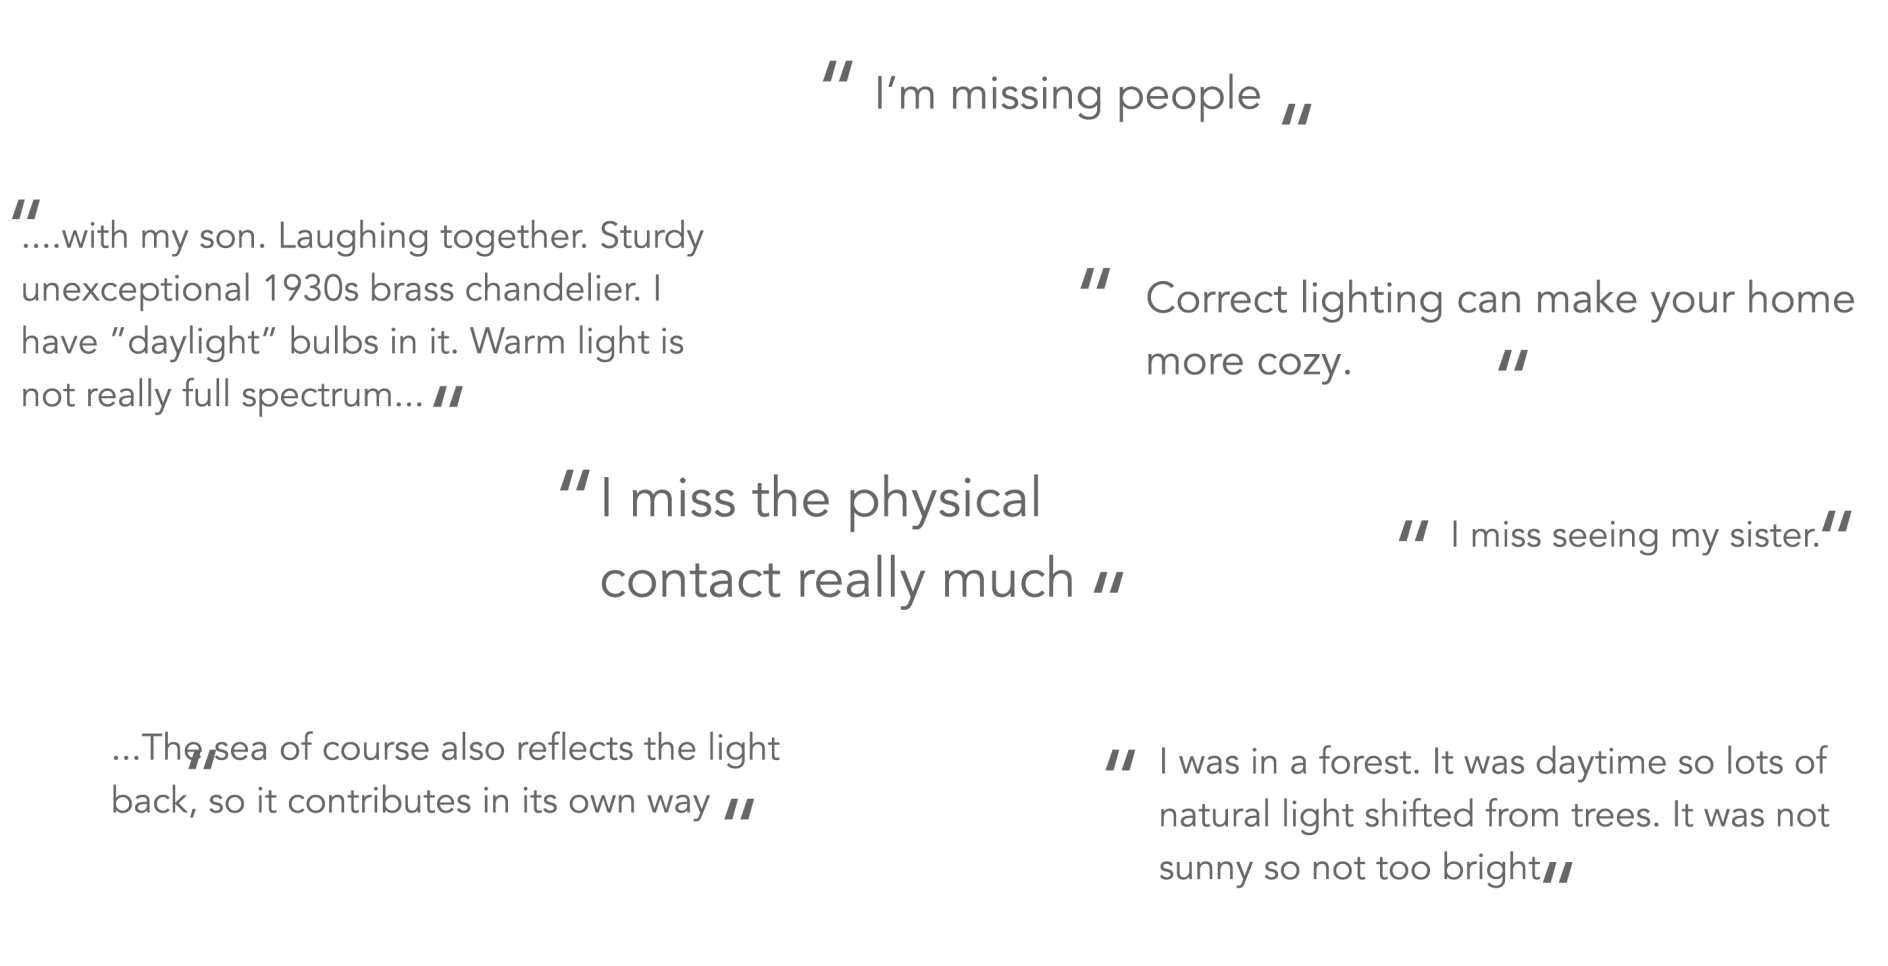 “ I’m missing people „
“ ....with my son. Laughing together. Sturdy
unexceptional 1930s brass chandelier. I
have ”daylight” bulbs in it. Warm light is
not really full spectrum... „
“ Correct lighting can make your home
more cozy. „
“ I miss the physical
contact really much „
“ I miss seeing my sister. “
“ ...The sea of course also reflects the light
back, so it contributes in its own way „
“ I was in a forest. It was daytime so lots of
natural light shifted from trees. It was not
sunny so not too bright „